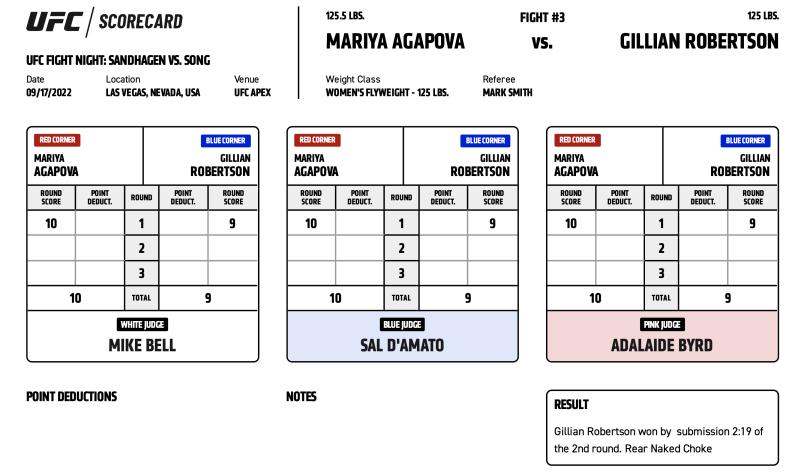 UFC / SCORECARD
UFC FIGHT NIGHT: SANDHAGEN VS. SONG
Date Location Venue
09/17/2022 LAS VEGAS, NEVADA, USA UFC APEX
125.5 LBS. FIGHT #3 125 LBS.
MARIYA AGAPOVA VS. GILLIAN ROBERTSON
Weight Class Referee
WOMEN'S FLYWEIGHT - 125 LBS. MARK SMITH
RED CORNER BLUE CORNER
MARIYA GILLIAN
AGAPOVA ROBERTSON
ROUND POINT ROUND POINT ROUND
SCORE DEDUCT. DEDUCT. SCORE
10 1 9
2
3
10 TOTAL 9
WHITE JUDGE
MIKE BELL
RED CORNER BLUE CORNER
MARIYA GILLIAN
AGAPOVA ROBERTSON
ROUND POINT ROUND POINT ROUND
SCORE DEDUCT. DEDUCT. SCORE
10 1 9
2
3
10 TOTAL 9
BLUE JUDGE
SAL D'AMATO
RED CORNER BLUE CORNER
MARIYA GILLIAN
AGAPOVA ROBERTSON
ROUND POINT ROUND POINT ROUND
SCORE DEDUCT. DEDUCT. SCORE
10 1 9
2
3
10 TOTAL 9
PINK JUDGE
ADALAIDE BYRD
POINT DEDUCTIONS
NOTES
RESULT
Gillian Robertson won by submission 2:19 of
the 2nd round. Rear Naked Choke